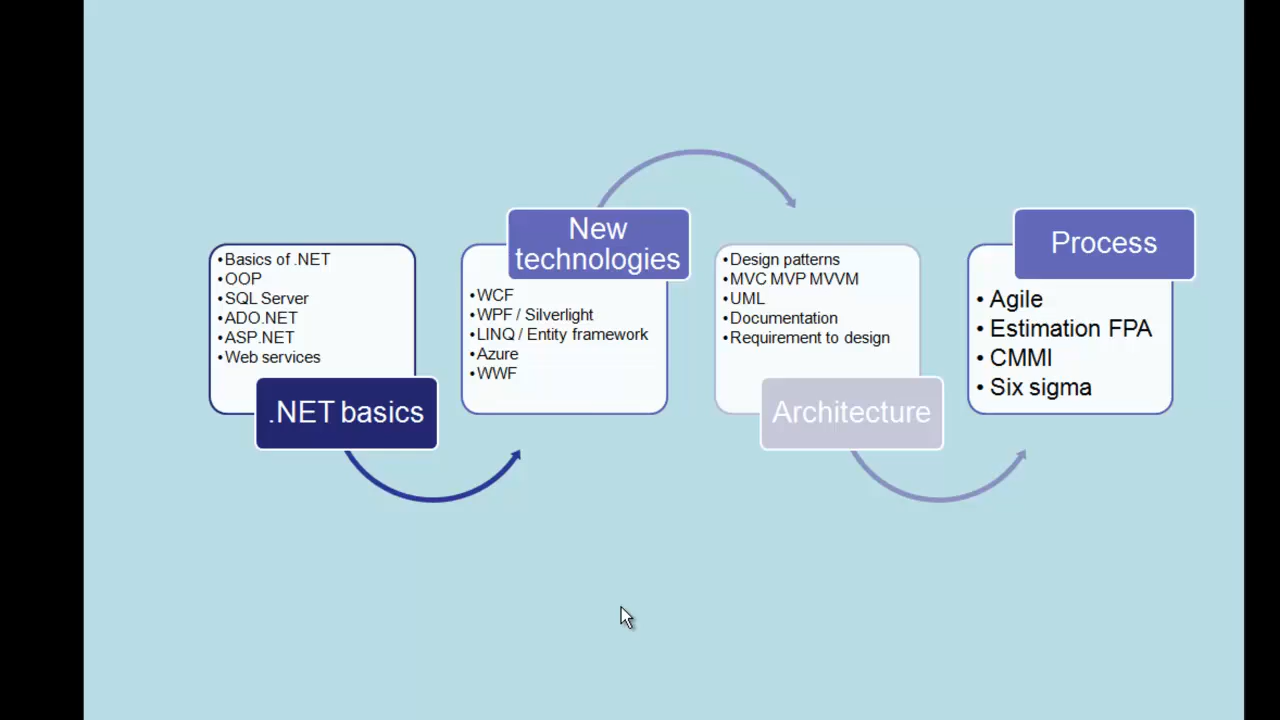 •Basics of .NET
•OOP
•SQL Server
•ADO.NET
•ASP.NET
•Web services
.NET basics
New
technologies
•WCF
•WPF / Silverlight
•LINQ / Entity framework
•Azure
•WWF
•Design patterns
•MVC MVP MVVM
•UML
•Documentation
•Requirement to design
Architecture
Process
• Agile
• Estimation FPA
• CMMI
• Six sigma